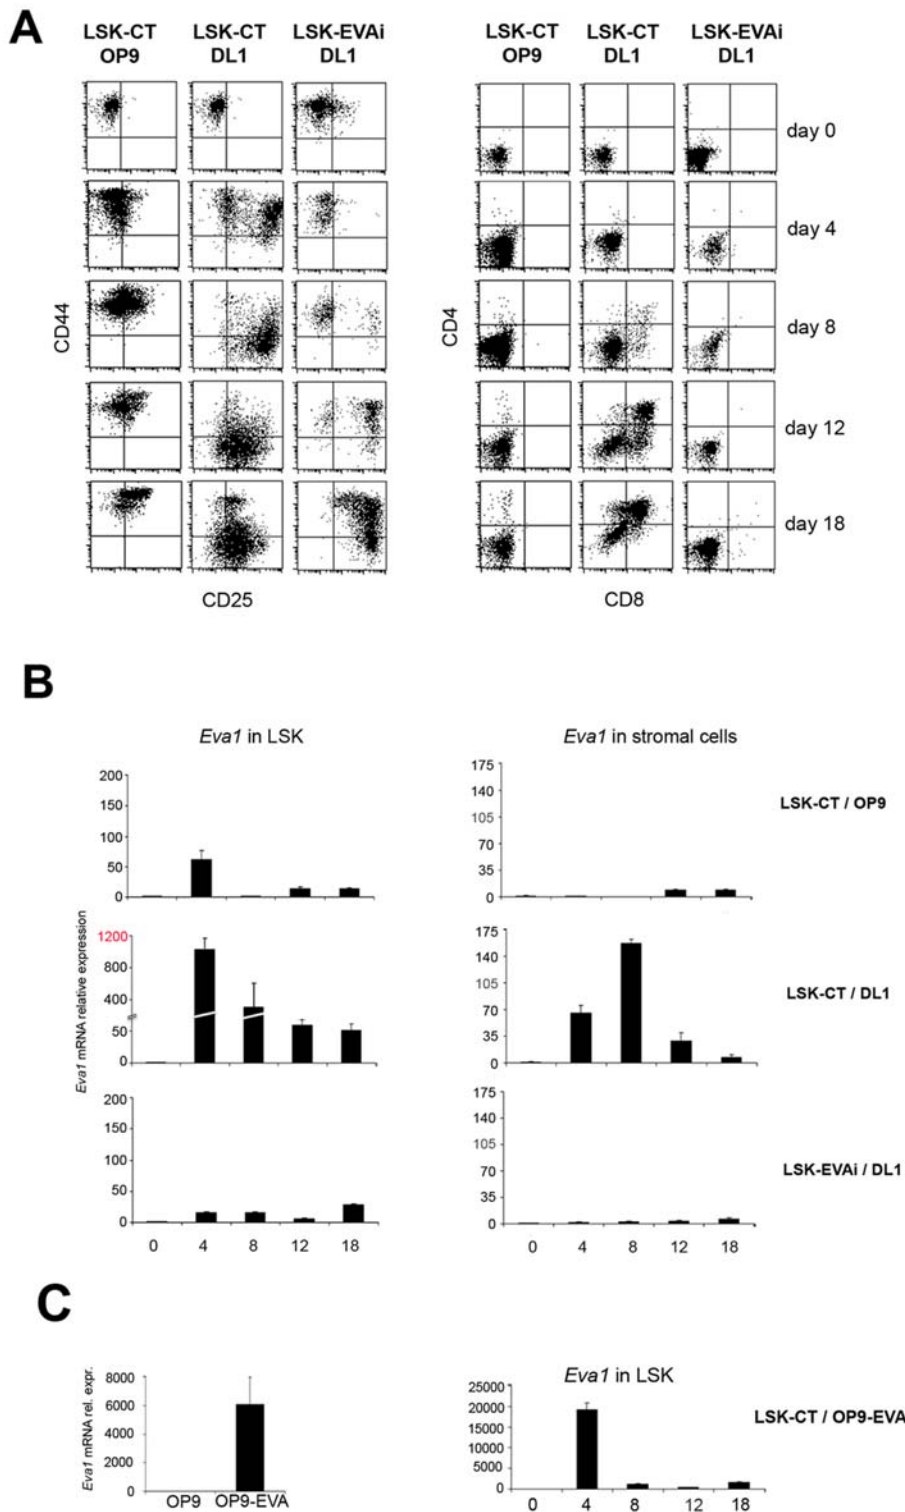 A
LSK-CT OP9
LSK-CT DL1
LSK-EVAi DL1
LSK-CT OP9
LSK-CT DL1
LSK-EVAi DL1
day 0
day 4
day 8
day 12
day 18
CD44
CD4
CD25
CD8
B
Eva1 in LSK
Eva1 in stromal cells
200
150
100
50
0
175
140
105
70
35
0
LSK-CT / OP9
Eva1 mRNA relative expression
1200
800
400
50
0
175
140
105
70
35
0
LSK-CT / DL1
200
150
100
50
0
0 4 8 12 18
175
140
105
70
35
0
0 4 8 12 18
LSK-EVAi / DL1
C
Eva1 mRNA rel. expr.
8000
6000
4000
2000
0
OP9 OP9-EVA
Eva1 in LSK
25000
20000
15000
10000
5000
0
0 4 8 12 18
LSK-CT / OP9-EVA